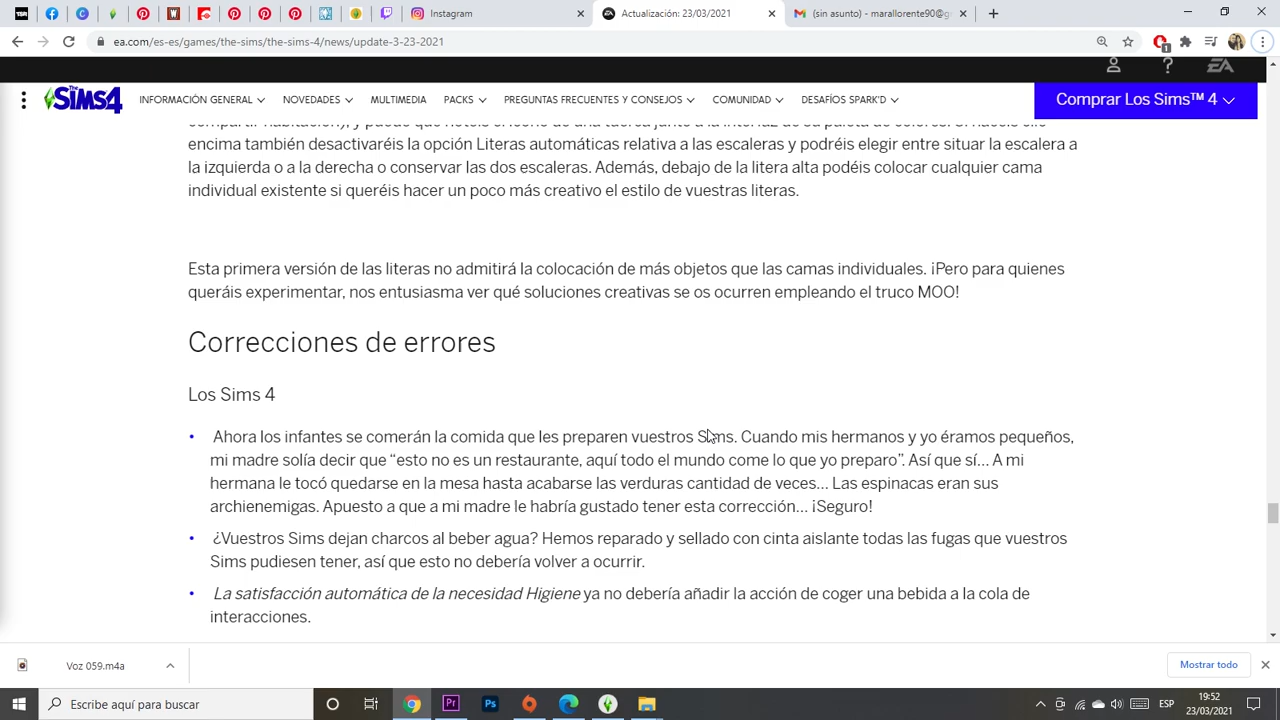 Instagram
Actualización: 23/03/2021
(sin asunto) - marallorente90@g
ea.com/es-es/games/the-sims/the-sims-4/news/update-3-23-2021
1
The SiMS4
INFORMACIÓN GENERAL
NOVEDADES
MULTIMEDIA
PACKS
PREGUNTAS FRECUENTES Y CONSEJOS
COMUNIDAD
DESAFÍOS SPARK'D
Comprar Los Sims™ 4
encima también desactivaréis la opción Literas automáticas relativa a las escaleras y podréis elegir entre situar la escalera a
la izquierda o a la derecha o conservar las dos escaleras. Además, debajo de la litera alta podéis colocar cualquier cama
individual existente si queréis hacer un poco más creativo el estilo de vuestras literas.
Esta primera versión de las literas no admitirá la colocación de más objetos que las camas individuales. ¡Pero para quienes
queráis experimentar, nos entusiasma ver qué soluciones creativas se os ocurren empleando el truco MOO!
Correcciones de errores
Los Sims 4
• Ahora los infantes se comerán la comida que les preparen vuestros Sims. Cuando mis hermanos y yo éramos pequeños,
mi madre solía decir que “esto no es un restaurante, aquí todo el mundo come lo que yo preparo”. Así que sí... A mi
hermana le tocó quedarse en la mesa hasta acabarse las verduras cantidad de veces... Las espinacas eran sus
archienemigas. Apuesto a que a mi madre le habría gustado tener esta corrección... ¡Seguro!
• ¿Vuestros Sims dejan charcos al beber agua? Hemos reparado y sellado con cinta aislante todas las fugas que vuestros
Sims pudiesen tener, así que esto no debería volver a ocurrir.
• La satisfacción automática de la necesidad Higiene ya no debería añadir la acción de coger una bebida a la cola de
interacciones.
Voz 059.m4a
Mostrar todo
Escribe aquí para buscar
Pr
Ps
ESP
19:52
23/03/2021